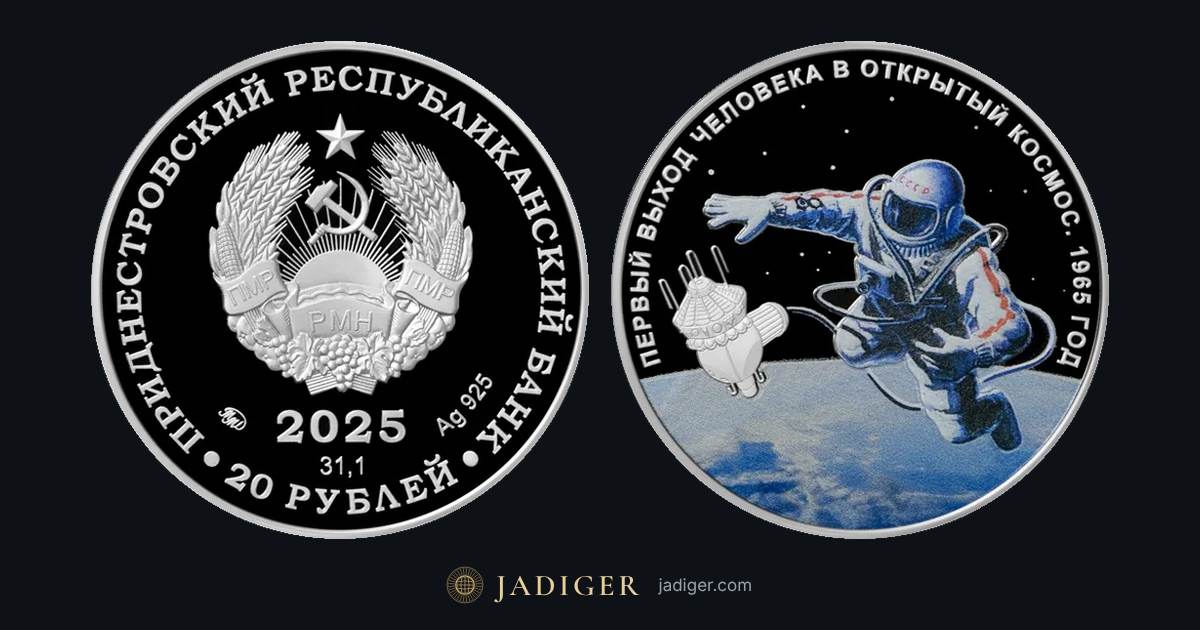 ПРИДНЕСТРОВСКИЙ РЕСПУБЛИКАНСКИЙ БАНК
ПМР ПМР
РМН
2025
Ag 925
31,1
• 20 РУБЛЕЙ •
ПЕРВЫЙ ВЫХОД ЧЕЛОВЕКА В ОТКРЫТЫЙ КОСМОС. 1965 ГОД
СССР
JADIGER jadiger.com